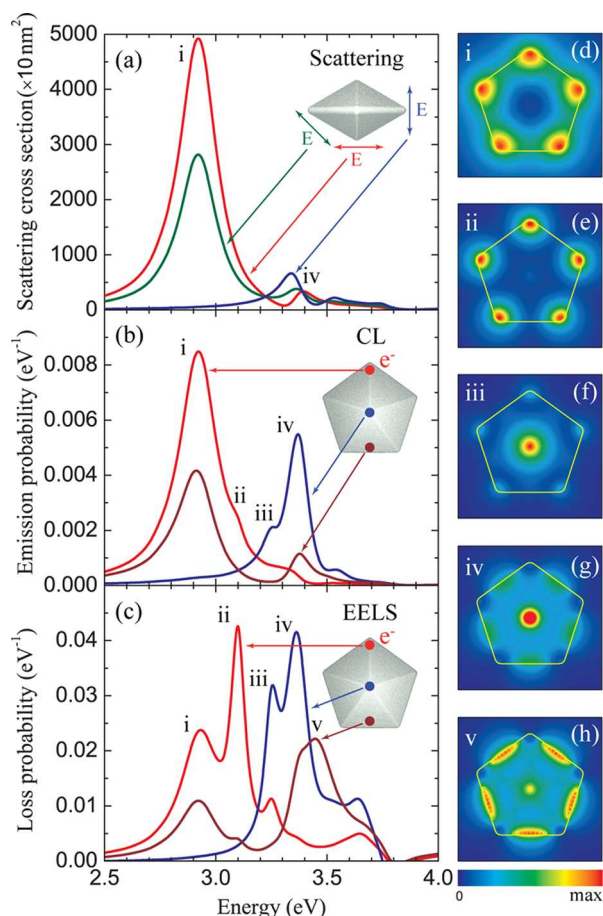 Scattering cross section(×10nm²)
5000
4000
3000
2000
1000
0
(a)
i
Scattering
E
E
E
iv
Emission probability (eV⁻¹)
0.008
0.006
0.004
0.002
0.000
(b)
CL
i
e⁻
ii
iii
iv
Loss probability (eV⁻¹)
0.04
0.03
0.02
0.01
0.00
(c)
EELS
i
ii
e⁻
iii
iv
v
2.5
3.0
3.5
4.0
Energy (eV)
i
(d)
ii
(e)
iii
(f)
iv
(g)
v
(h)
0
max